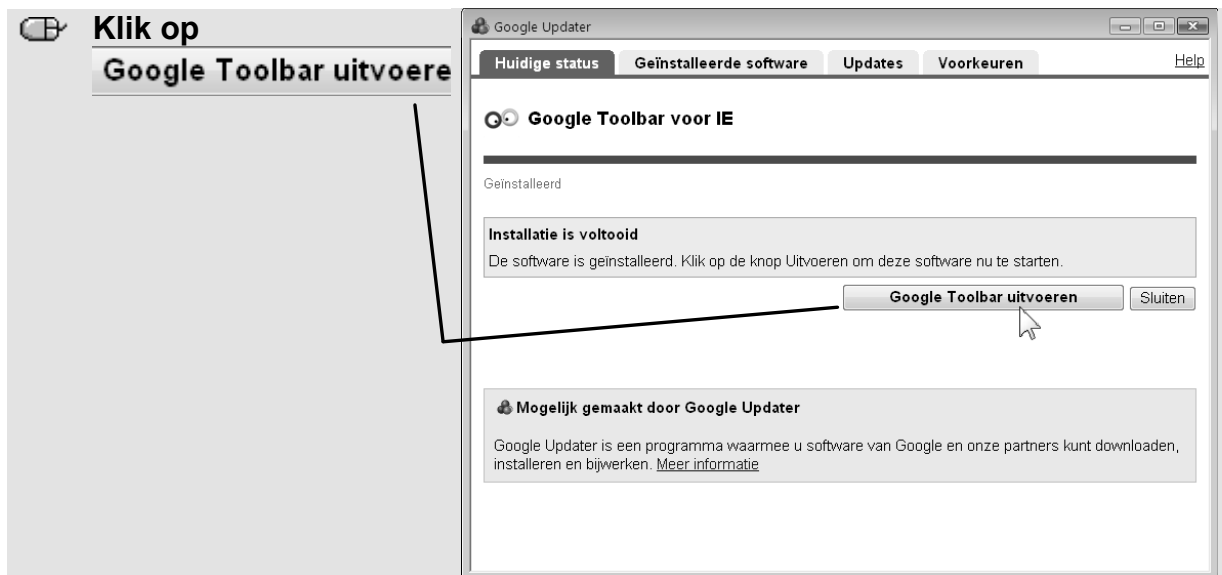 Klik op
Google Toolbar uitvoere
Google Updater
Huidige status Geïnstalleerde software Updates Voorkeuren Help
Google Toolbar voor IE
Geïnstalleerd
Installatie is voltooid
De software is geïnstalleerd. Klik op de knop Uitvoeren om deze software nu te starten.
Google Toolbar uitvoeren Sluiten
Mogelijk gemaakt door Google Updater
Google Updater is een programma waarmee u software van Google en onze partners kunt downloaden,
installeren en bijwerken. Meer informatie